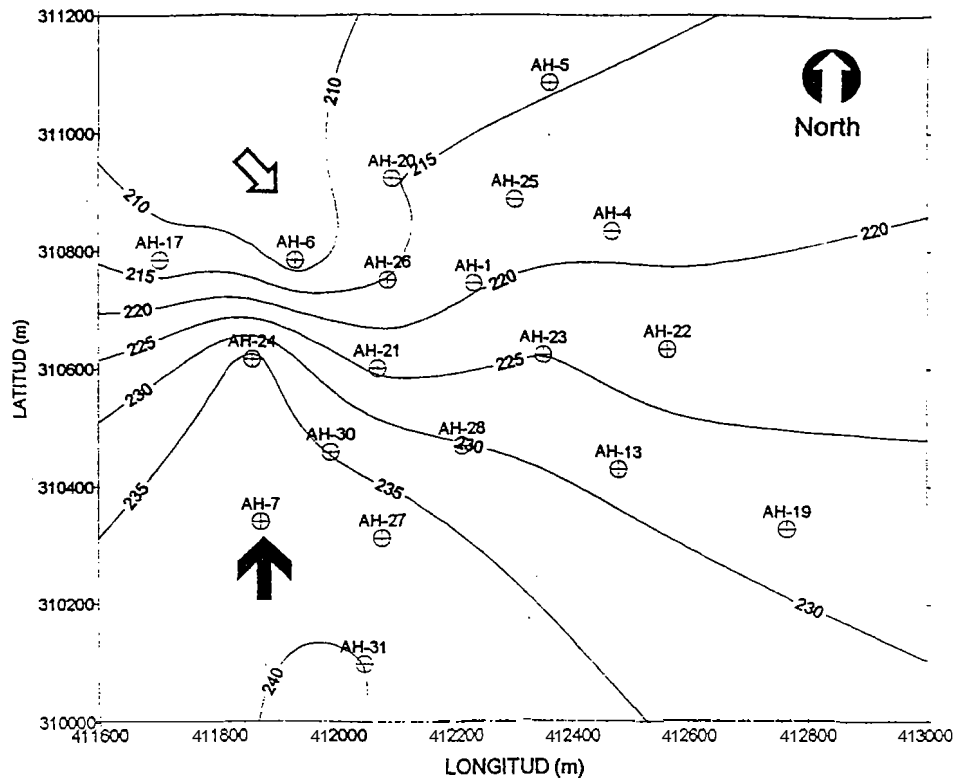 311200
AH-5
210
North
311000
AH-20
215
AH-25
210
AH-4
AH-17
AH-6
220
310800
AH-26
AH-1
215
220
220
AH-24
AH-23
AH-22
225
AH-21
225
310600
230
AH-28
AH-30
230
AH-13
235
235
310400
AH-7
AH-27
AH-19
310200
230
AH-31
240
310000
411600
411800
412000
412200
412400
412600
412800
413000
LATITUD (m)
LONGITUD (m)